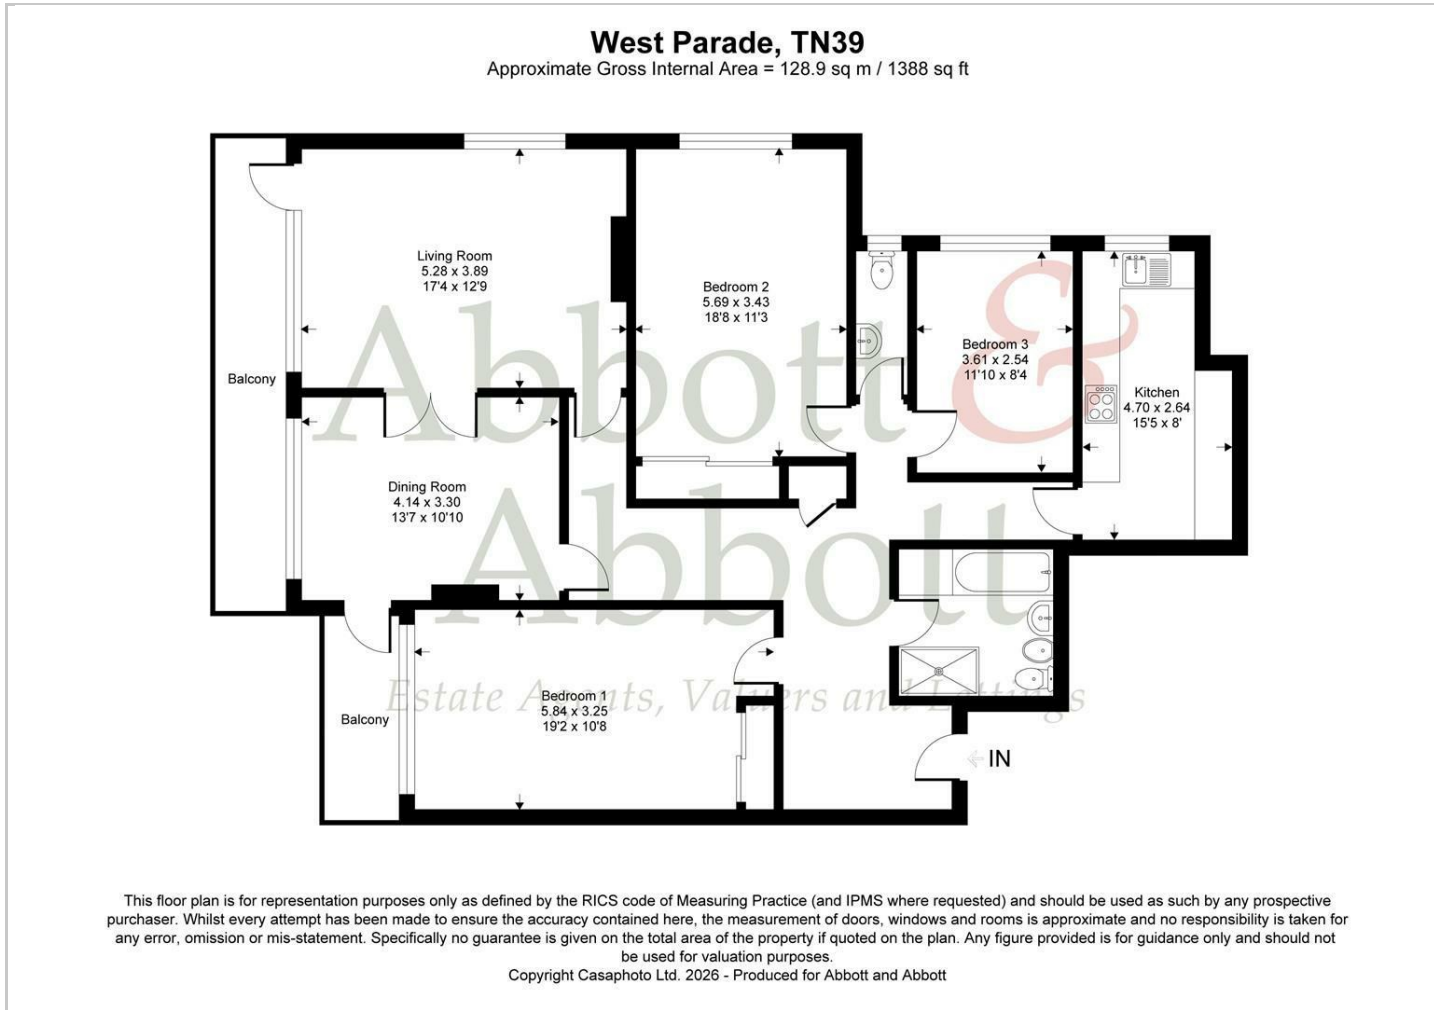 West Parade, TN39
Approximate Gross Internal Area = 128.9 sq m / 1388 sq ft
Living Room
5.28 x 3.89
17'4 x 12'9
Bedroom 2
5.69 x 3.43
18'8 x 11'3
Bedroom 3
3.61 x 2.54
11'10 x 8'4
Kitchen
4.70 x 2.64
15'5 x 8'
Balcony
Dining Room
4.14 x 3.30
13'7 x 10'10
Bedroom 1
5.84 x 3.25
19'2 x 10'8
Balcony
IN
Abbott &
Abbott
Estate Agents, Valuers and Lettings
This floor plan is for representation purposes only as defined by the RICS code of Measuring Practice (and IPMS where requested) and should be used as such by any prospective
purchaser. Whilst every attempt has been made to ensure the accuracy contained here, the measurement of doors, windows and rooms is approximate and no responsibility is taken for
any error, omission or mis-statement. Specifically no guarantee is given on the total area of the property if quoted on the plan. Any figure provided is for guidance only and should not
be used for valuation purposes.
Copyright Casaphoto Ltd. 2026 - Produced for Abbott and Abbott